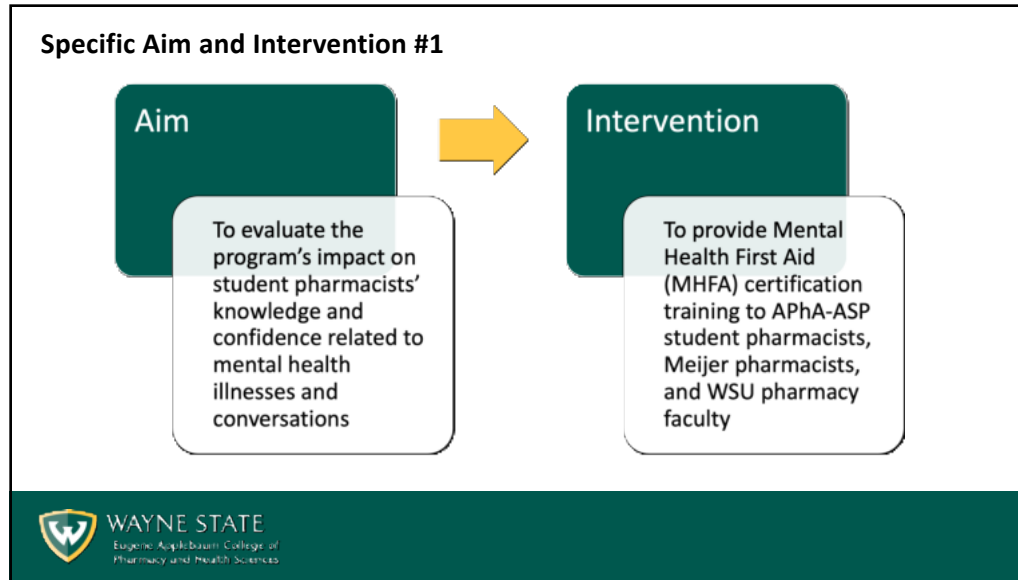 Specific Aim and Intervention #1
Aim
To evaluate the
program's impact on
student pharmacists'
knowledge and
confidence related to
mental health
illnesses and
conversations
Intervention
To provide Mental
Health First Aid
(MHFA) certification
training to APhA-ASP
student pharmacists,
Meijer pharmacists,
and WSU pharmacy
faculty
WAYNE STATE
Eugene Applebaum College of
Pharmacy and Health Sciences